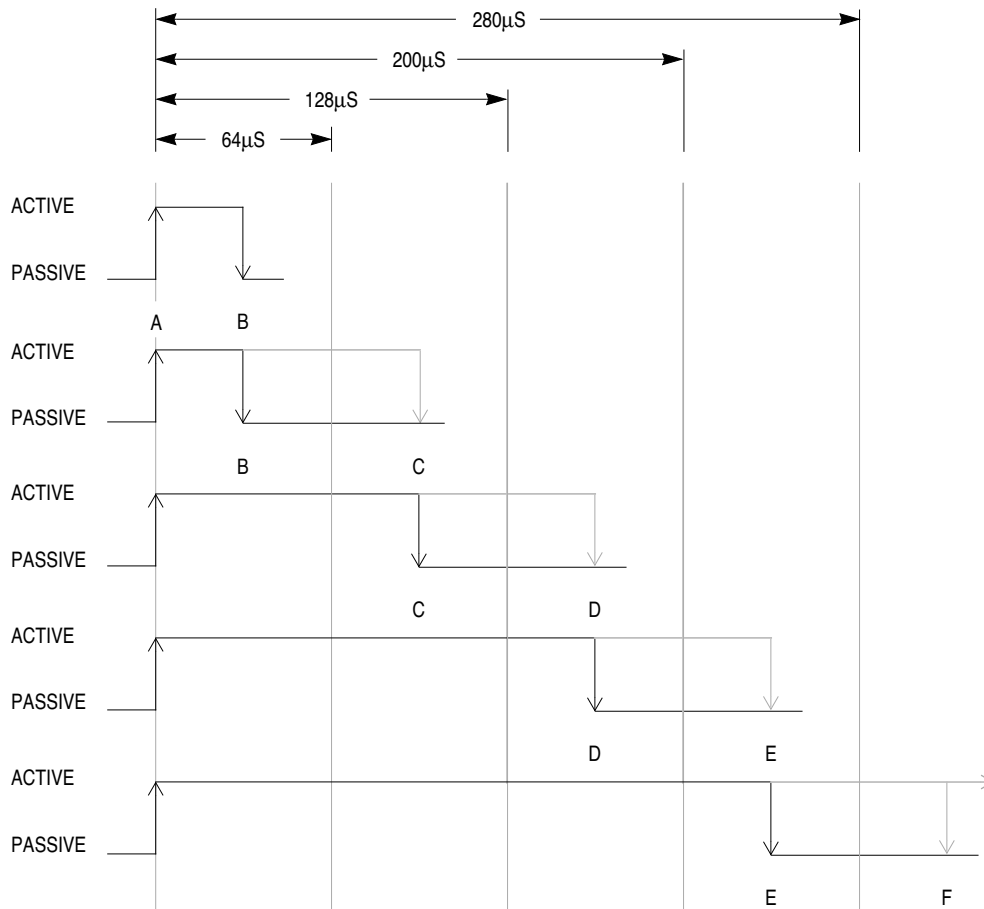 280µS
200µS
128µS
64µS
ACTIVE
PASSIVE
A B
ACTIVE
PASSIVE
B C
ACTIVE
PASSIVE
C D
ACTIVE
PASSIVE
D E
ACTIVE
PASSIVE
E F